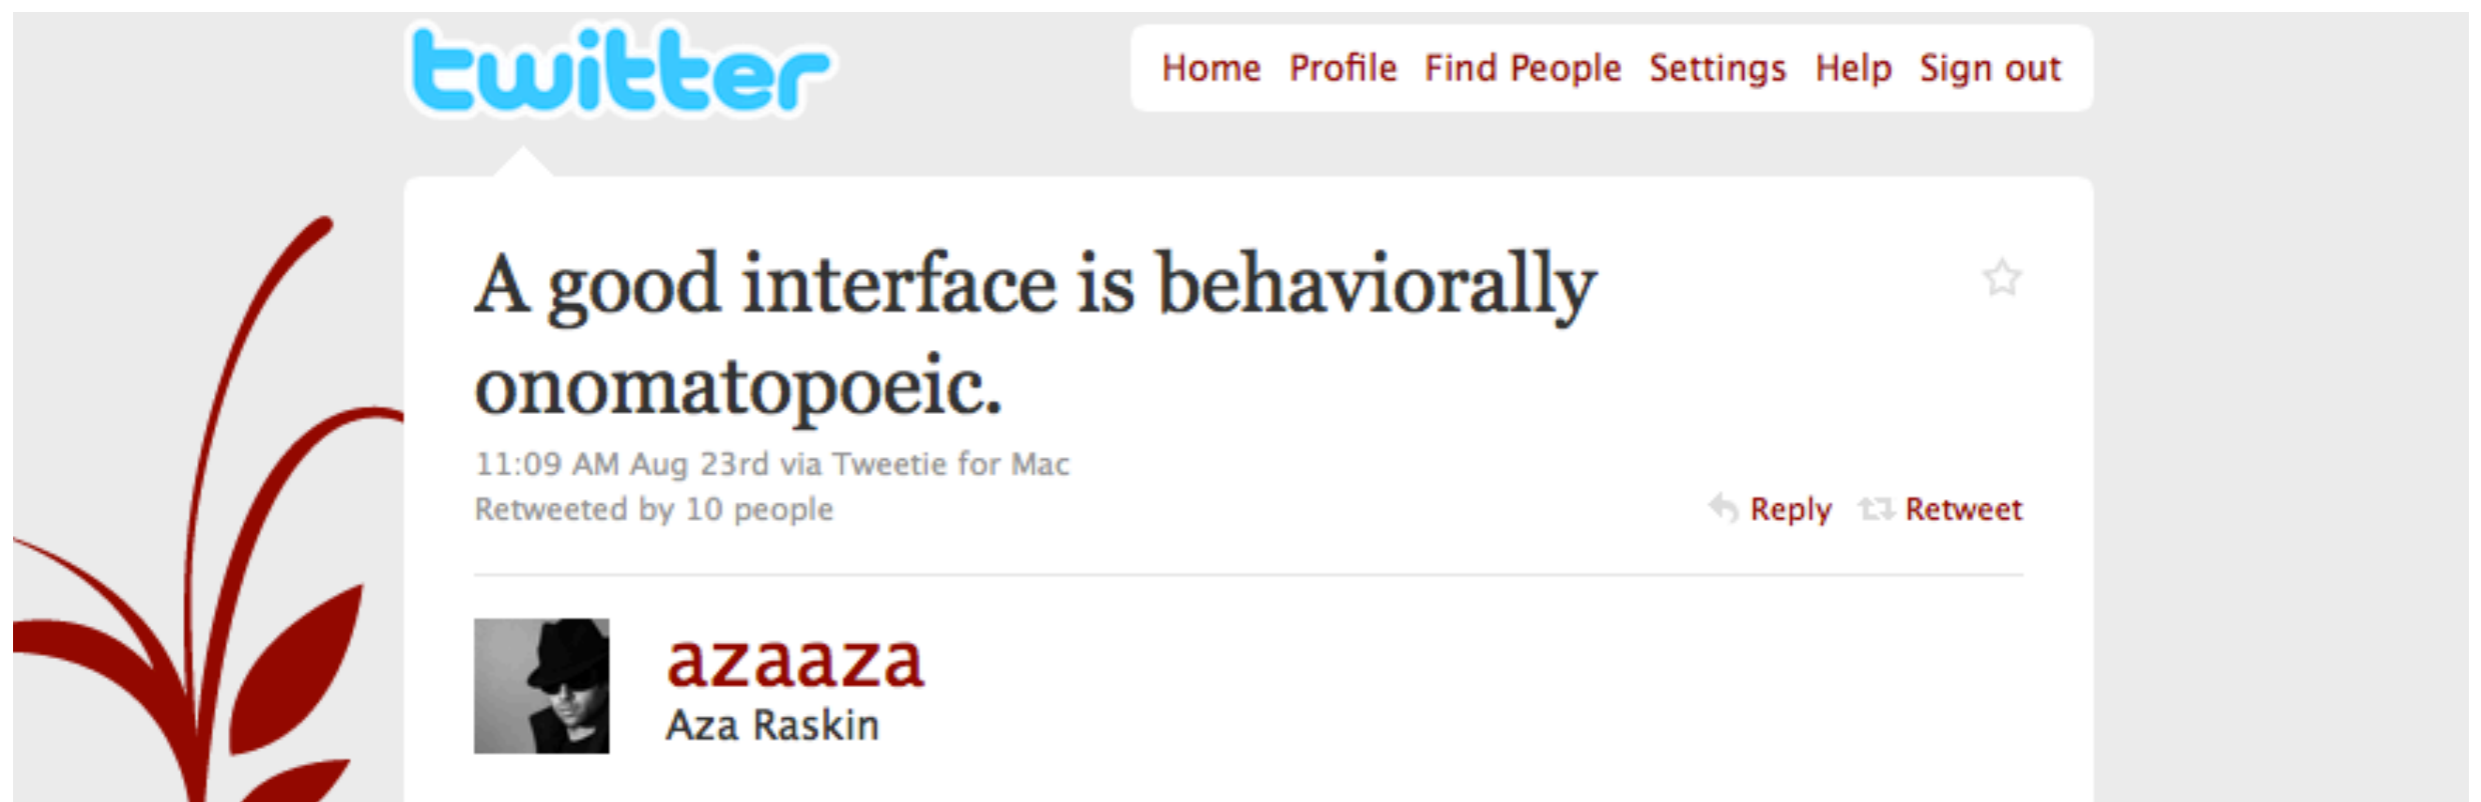 twitter
Home Profile Find People Settings Help Sign out
A good interface is behaviorally
onomatopoeic.
11:09 AM Aug 23rd via Tweetie for Mac
Retweeted by 10 people
Reply Retweet
azaaza
Aza Raskin